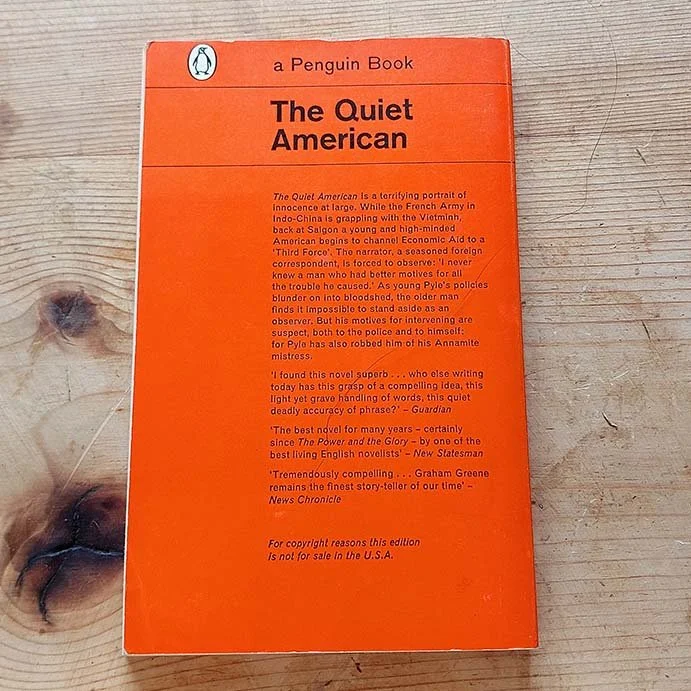 a Penguin Book
The Quiet
American
The Quiet American is a terrifying portrait of
innocence at large. While the French Army in
Indo-China is grappling with the Vietminh,
back at Saigon a young and high-minded
American begins to channel Economic Aid to a
'Third Force'. The narrator, a seasoned foreign
correspondent, is forced to observe: 'I never
knew a man who had better motives for all
the trouble he caused.' As young Pyle's policies
blunder on into bloodshed, the older man
finds it impossible to stand aside as an
observer. But his motives for intervening are
suspect, both to the police and to himself:
for Pyle has also robbed him of his Annamite
mistress.
'I found this novel superb . . . who else writing
today has this grasp of a compelling idea, this
light yet grave handling of words, this quiet
deadly accuracy of phrase?' – Guardian
'The best novel for many years – certainly
since The Power and the Glory – by one of the
best living English novelists' – New Statesman
'Tremendously compelling . . . Graham Greene
remains the finest story-teller of our time' –
News Chronicle
For copyright reasons this edition
is not for sale in the U.S.A.